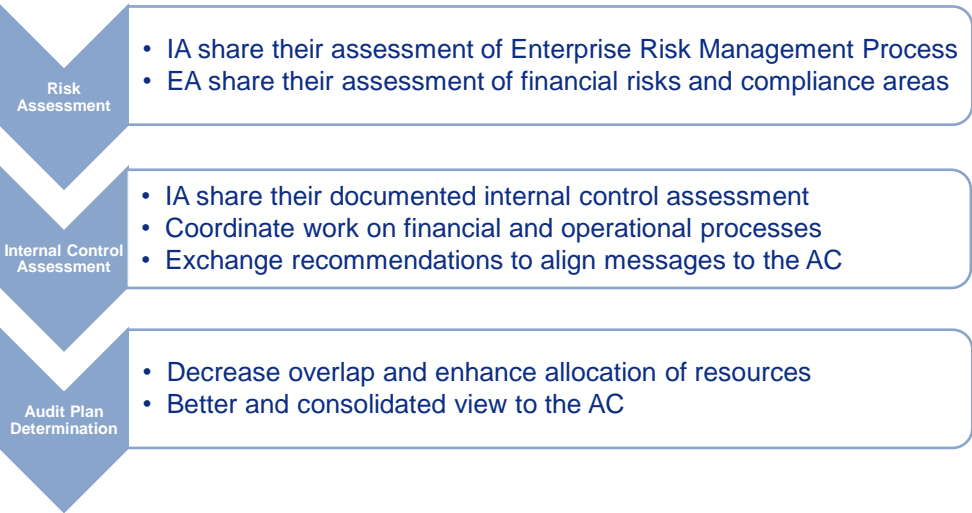 Risk
Assessment
• IA share their assessment of Enterprise Risk Management Process
• EA share their assessment of financial risks and compliance areas
Internal Control
Assessment
• IA share their documented internal control assessment
• Coordinate work on financial and operational processes
• Exchange recommendations to align messages to the AC
Audit Plan
Determination
• Decrease overlap and enhance allocation of resources
• Better and consolidated view to the AC